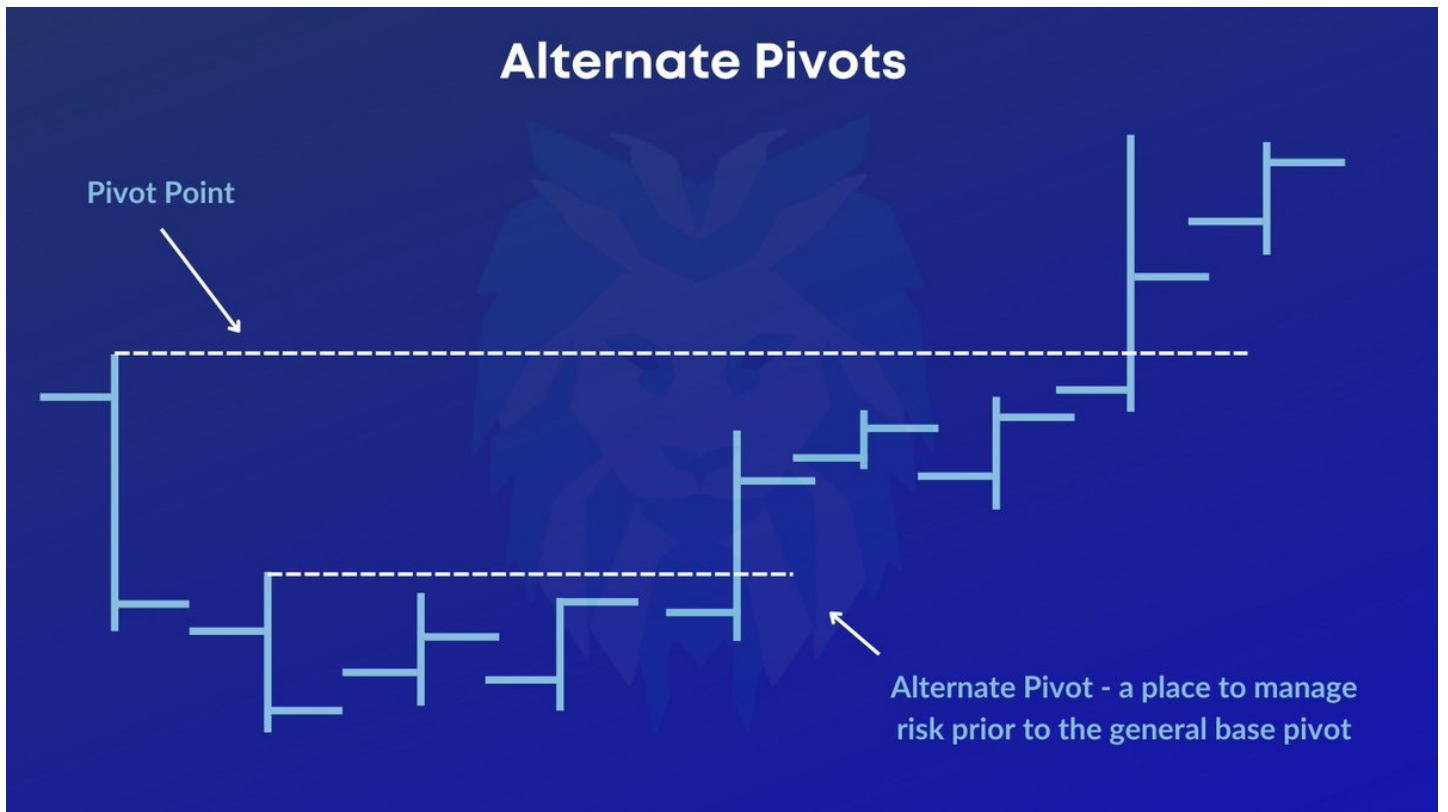 Alternate Pivots
Pivot Point
Alternate Pivot - a place to manage
risk prior to the general base pivot